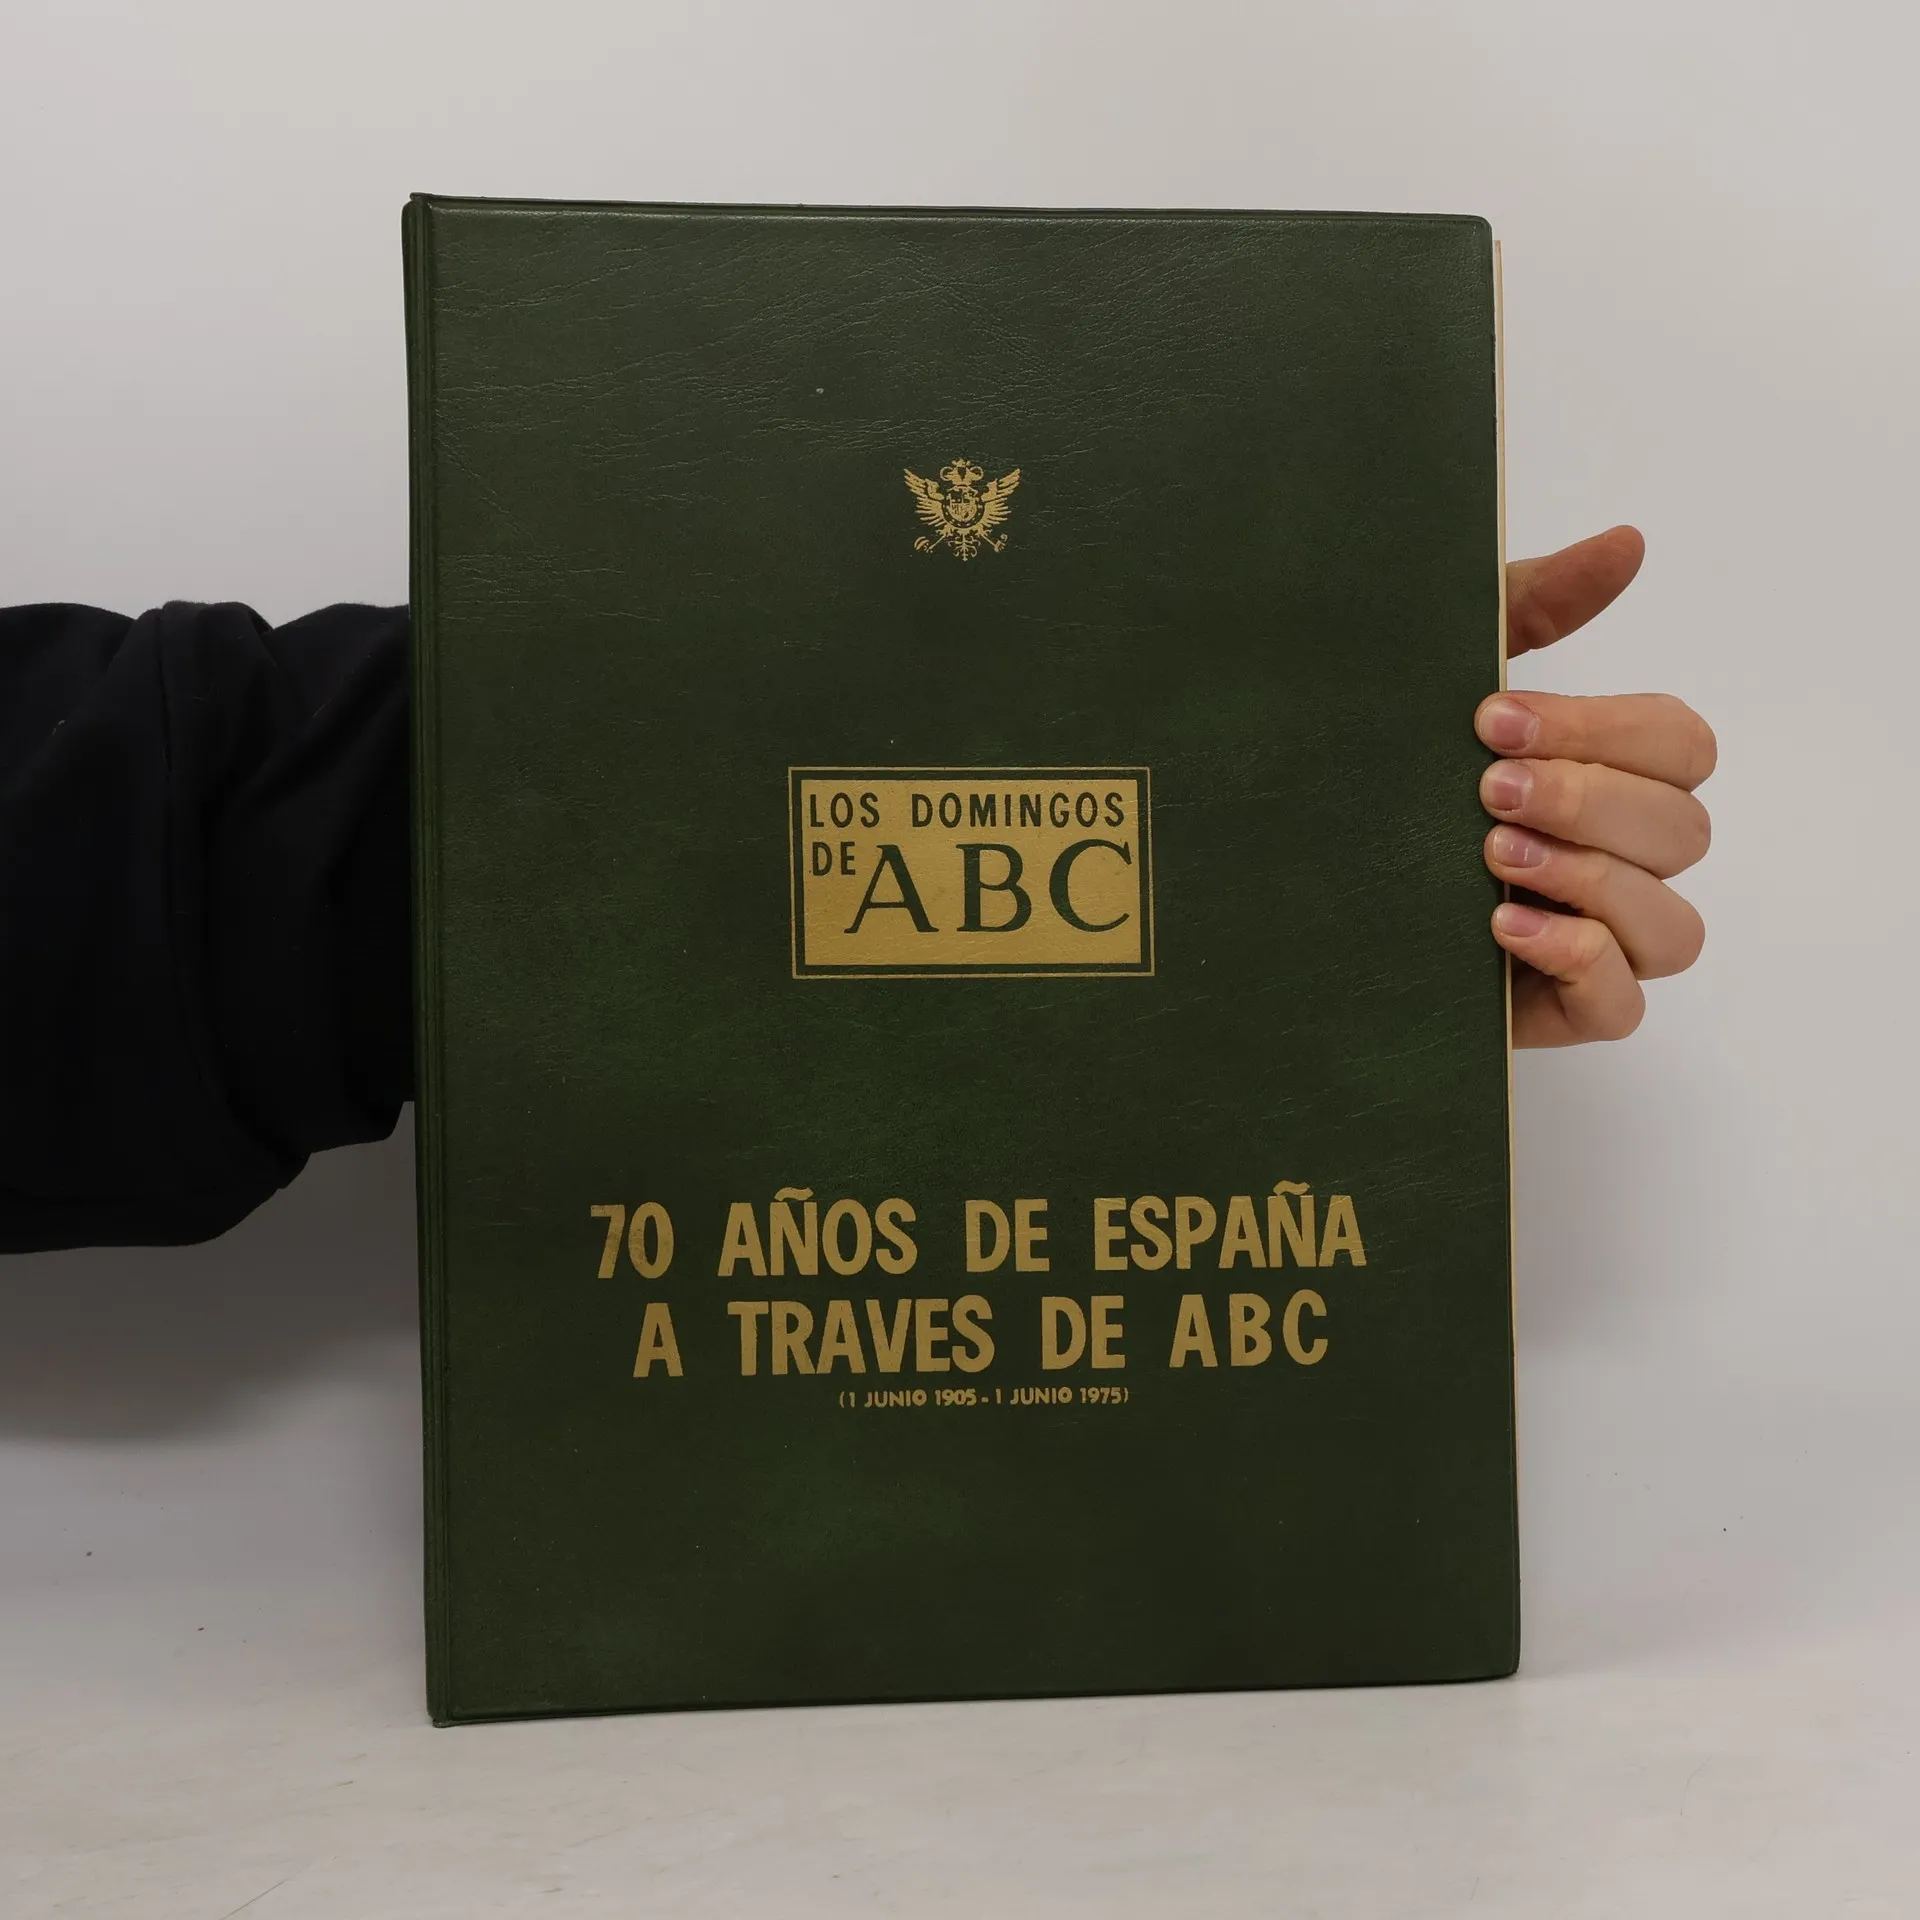 LOS DOMINGOS
DE ABC
70 AÑOS DE ESPAÑA
A TRAVES DE ABC
(1 JUNIO 1905 - 1 JUNIO 1975)